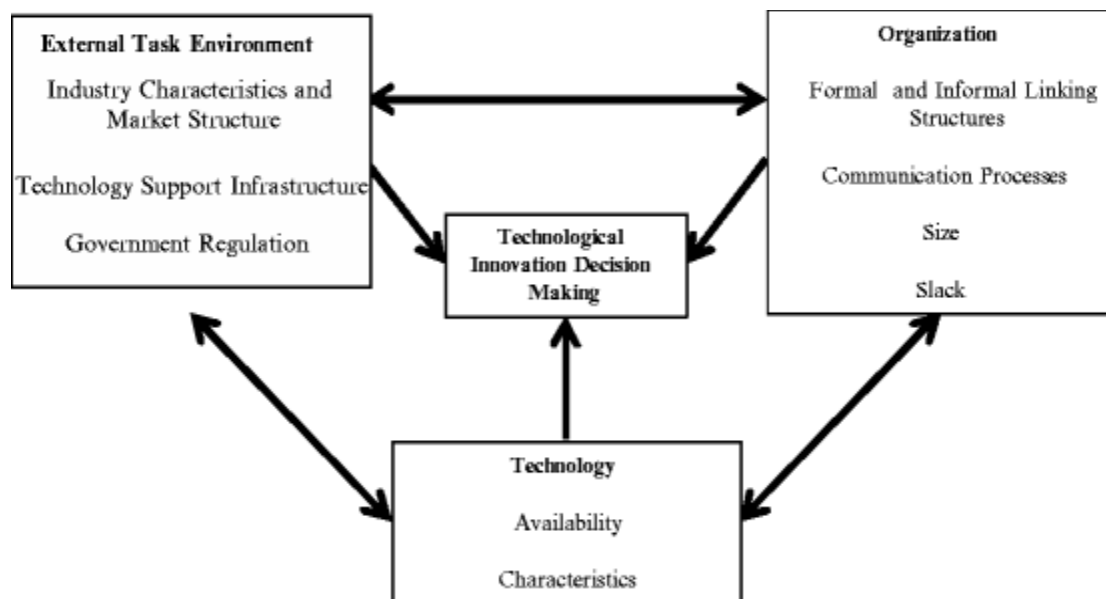 External Task Environment
Industry Characteristics and
Market Structure
Technology Support Infrastructure
Government Regulation
Organization
Formal and Informal Linking
Structures
Communication Processes
Size
Slack
Technological
Innovation Decision
Making
Technology
Availability
Characteristics